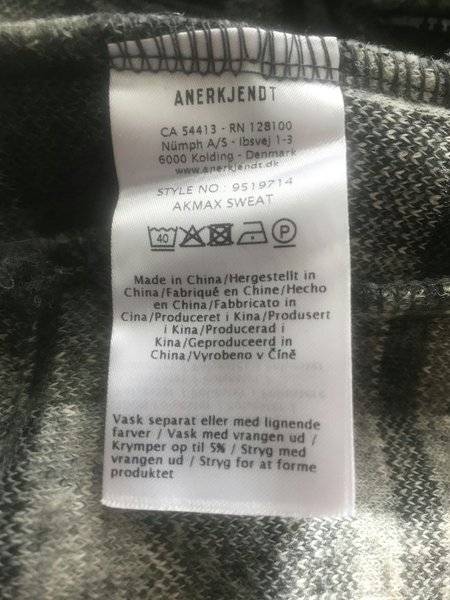 ANERKJENDT
CA 54413 - RN 128100
Nümph A/S - Ibsvej 1-3
6000 Kolding - Denmark
www.anerkjendt.dk
STYLE NO.: 9519714
AKMAX SWEAT
40 P
Made in China/Hergestellt in
China/Fabriqué en Chine/Hecho
en China/Fabbricato in
Cina/Produceret i Kina/Produsert
i Kina/Producerad i
Kina/Geproduceerd in
China/Vyrobeno v Číně
Vask separat eller med lignende
farver / Vask med vrangen ud /
Krymper op til 5% / Stryg med
vrangen ud / Stryg for at forme
produktet